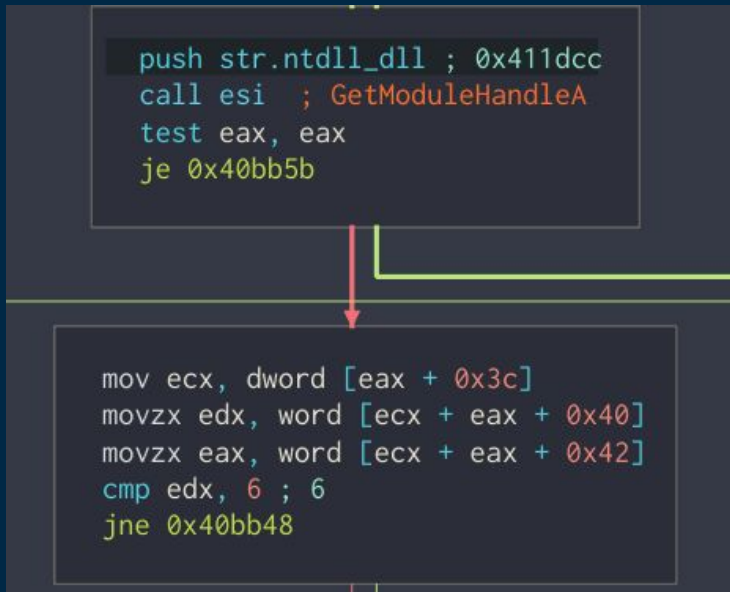 push str.ntdll_dll ; 0x411dcc
call esi  ; GetModuleHandleA
test eax, eax
je 0x40bb5b
mov ecx, dword [eax + 0x3c]
movzx edx, word [ecx + eax + 0x40]
movzx eax, word [ecx + eax + 0x42]
cmp edx, 6 ; 6
jne 0x40bb48